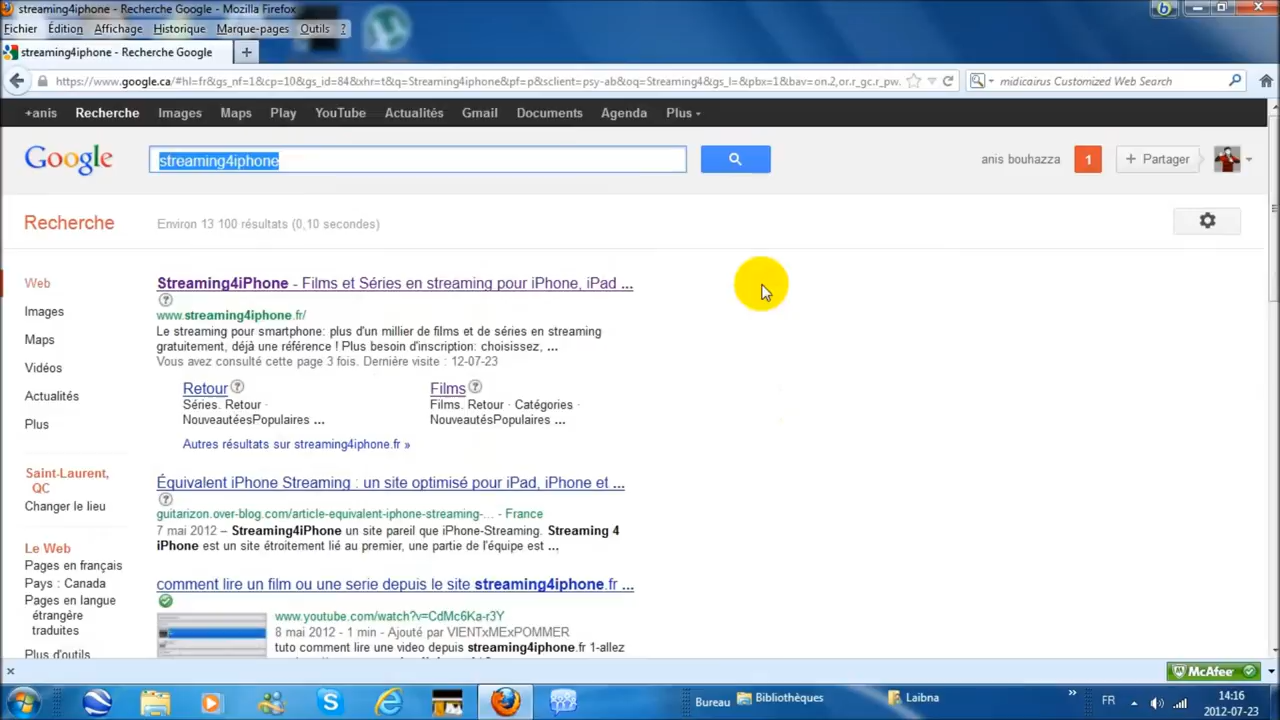 streaming4iphone - Recherche Google - Mozilla Firefox
Fichier Édition Affichage Historique Marque-pages Outils ?
streaming4iphone - Recherche Google
https://www.google.ca/#hl=fr&gs_nf=1&cp=10&gs_id=84&xhr=t&q=Streaming4iphone&pf=p&sclient=psy-ab&oq=Streaming4&gs_l=&pbx=1&bav=on.2,or.r_gc.r_pw. midicairus Customized Web Search
+anis Recherche Images Maps Play YouTube Actualités Gmail Documents Agenda Plus
Google streaming4iphone anis bouhazza 1 + Partager
Recherche Environ 13 100 résultats (0,10 secondes)
Web
Images
Maps
Vidéos
Actualités
Plus
Saint-Laurent,
QC
Changer le lieu
Le Web
Pages en français
Pays : Canada
Pages en langue
étrangère
traduites
Plus d'outils
Streaming4iPhone - Films et Séries en streaming pour iPhone, iPad ...
www.streaming4iphone.fr/
Le streaming pour smartphone: plus d'un millier de films et de séries en streaming
gratuitement, déjà une référence ! Plus besoin d'inscription: choisissez, ...
Vous avez consulté cette page 3 fois. Dernière visite : 12-07-23
Retour
Séries. Retour ·
NouveautéesPopulaires ...
Films
Films. Retour · Catégories ·
NouveautésPopulaires ...
Autres résultats sur streaming4iphone.fr »
Équivalent iPhone Streaming : un site optimisé pour iPad, iPhone et ...
guitarizon.over-blog.com/article-equivalent-iphone-streaming-... - France
7 mai 2012 – Streaming4iPhone un site pareil que iPhone-Streaming. Streaming 4
iPhone est un site étroitement lié au premier, une partie de l'équipe est ...
comment lire un film ou une serie depuis le site streaming4iphone.fr ...
www.youtube.com/watch?v=CdMc6Ka-r3Y
8 mai 2012 - 1 min - Ajouté par VIENTxMExPOMMER
tuto comment lire une video depuis streaming4iphone.fr 1-allez
McAfee
Bureau Bibliothèques Laibna » FR 14:16
2012-07-23